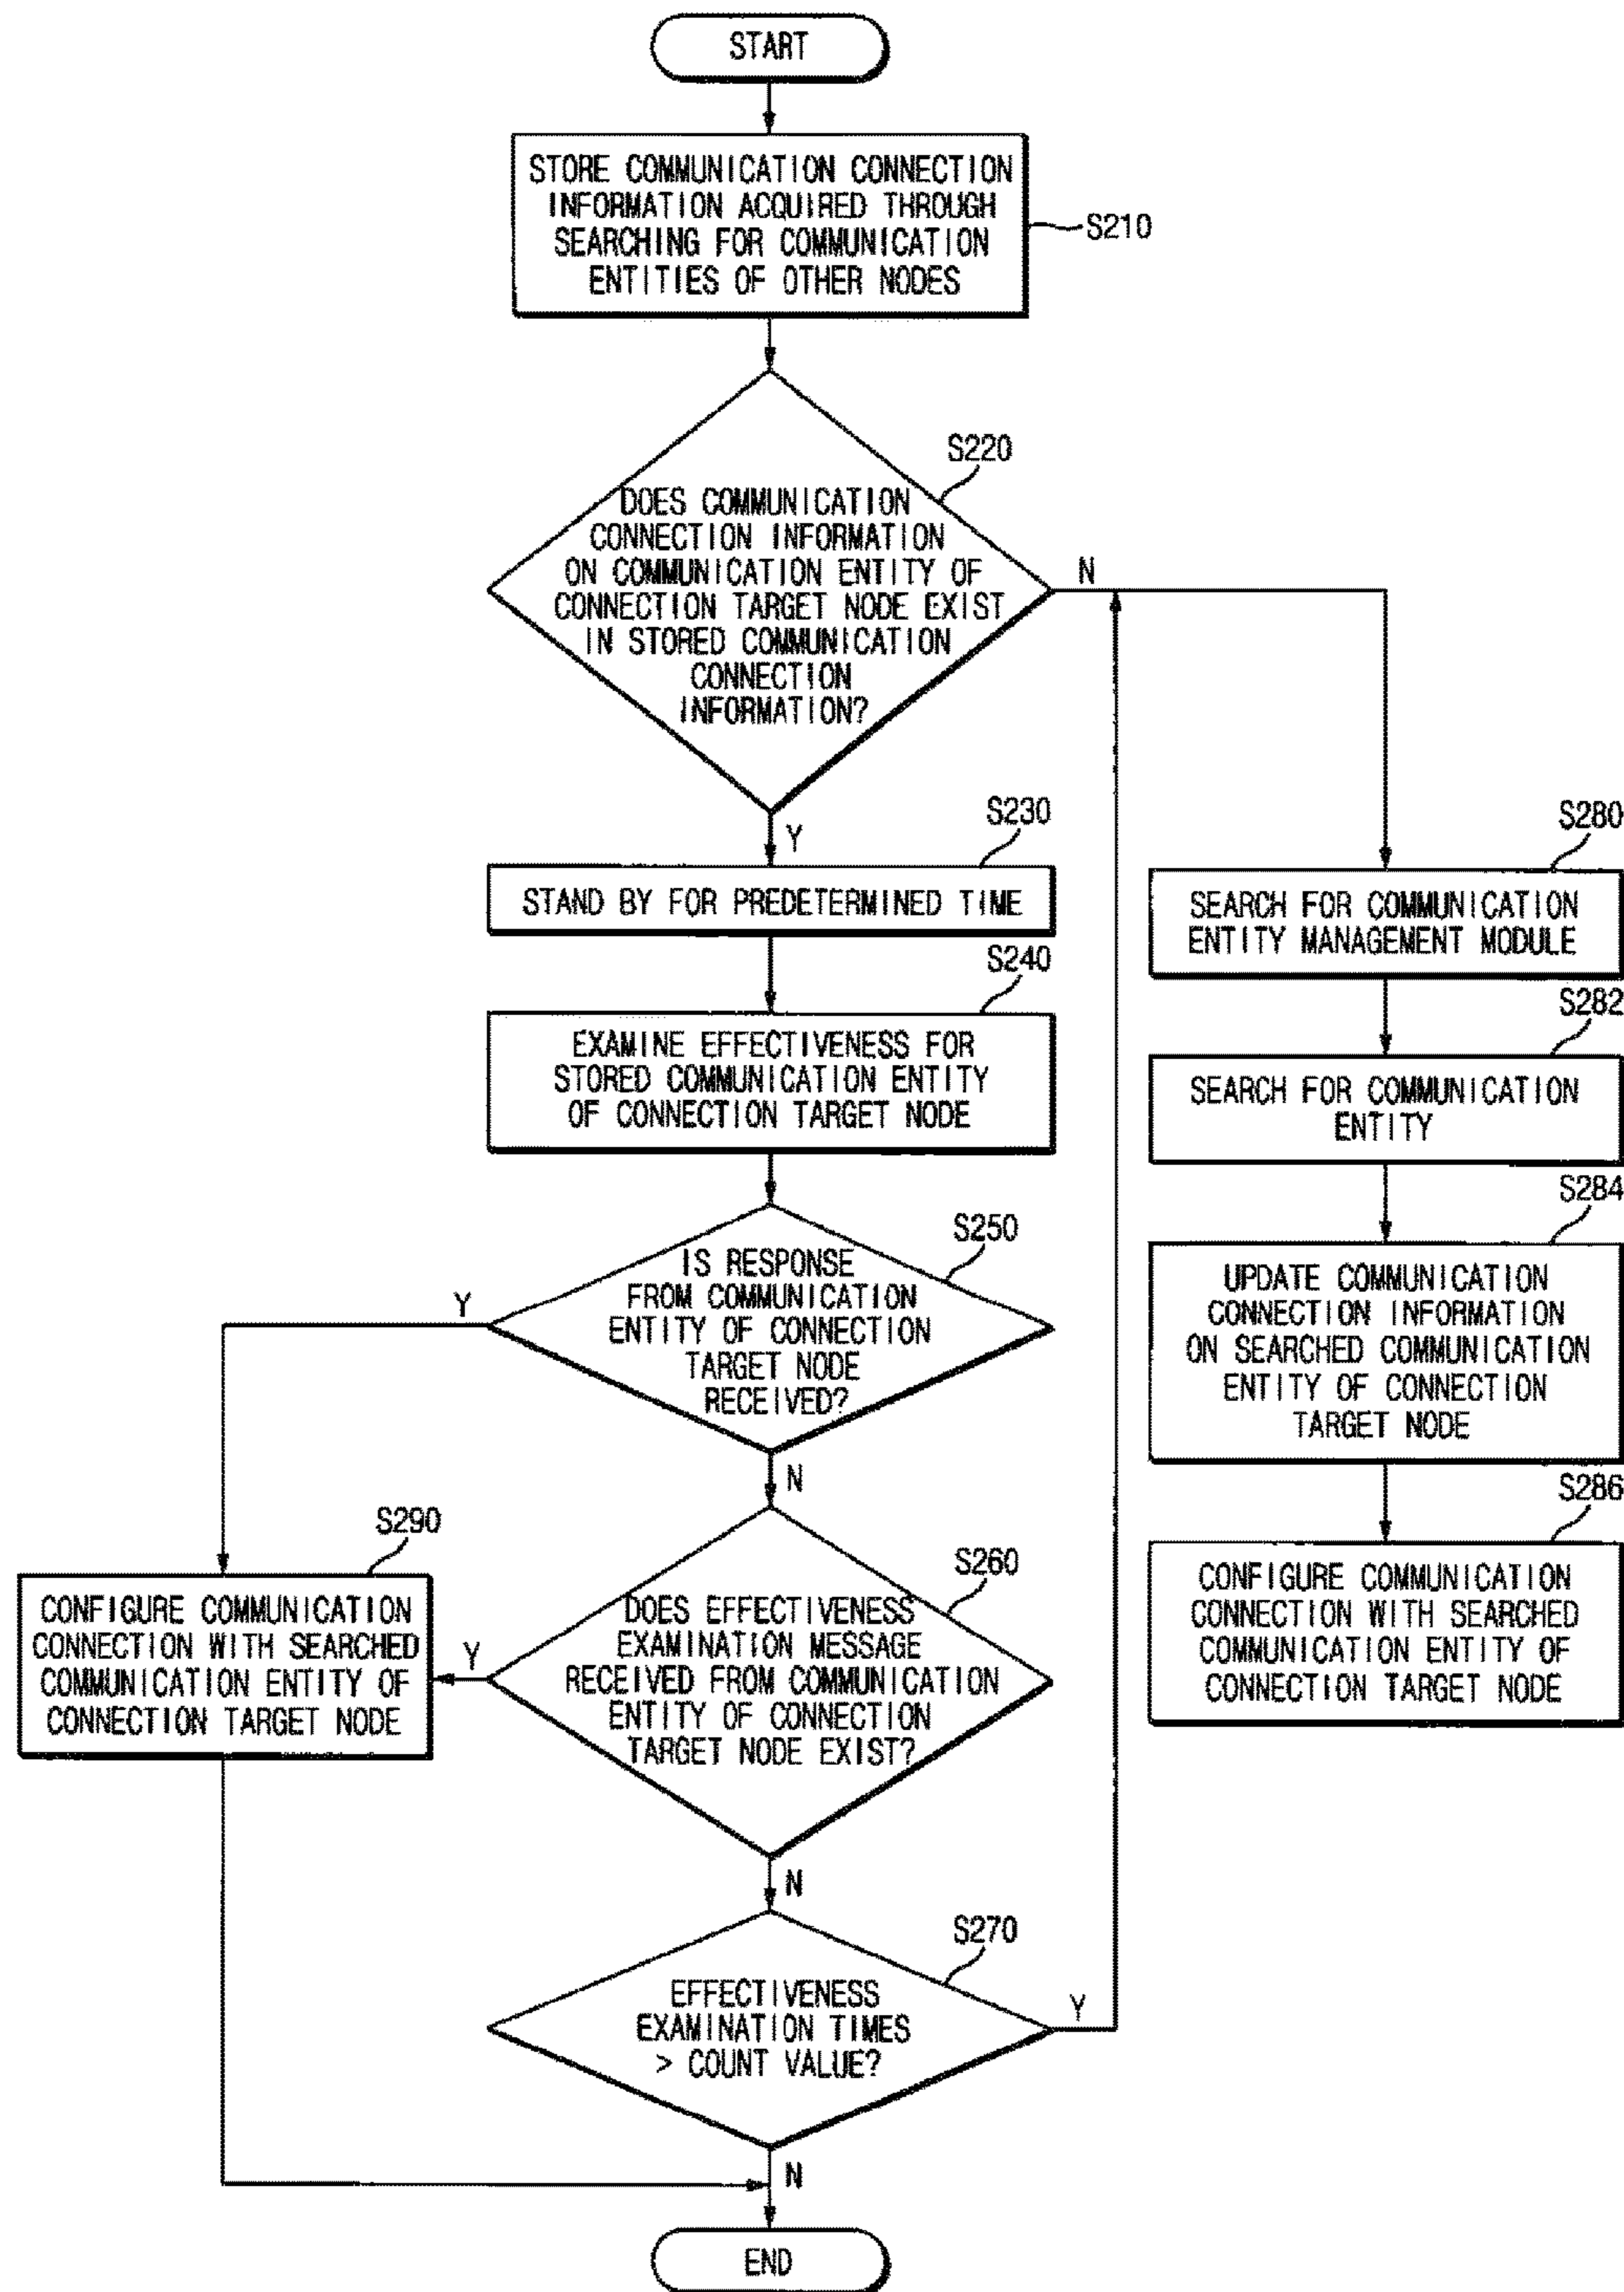 START
STORE COMMUNICATION CONNECTION
INFORMATION ACQUIRED THROUGH
SEARCHING FOR COMMUNICATION
ENTITIES OF OTHER NODES
S210
S220
DOES COMMUNICATION
CONNECTION INFORMATION
ON COMMUNICATION ENTITY OF
CONNECTION TARGET NODE EXIST
IN STORED COMMUNICATION
CONNECTION
INFORMATION?
N
Y
S230
STAND BY FOR PREDETERMINED TIME
S240
EXAMINE EFFECTIVENESS FOR
STORED COMMUNICATION ENTITY
OF CONNECTION TARGET NODE
S250
IS RESPONSE
FROM COMMUNICATION
ENTITY OF CONNECTION
TARGET NODE
RECEIVED?
Y
N
S260
DOES EFFECTIVENESS
EXAMINATION MESSAGE
RECEIVED FROM COMMUNICATION
ENTITY OF CONNECTION
TARGET NODE EXIST?
Y
N
S290
CONFIGURE COMMUNICATION
CONNECTION WITH SEARCHED
COMMUNICATION ENTITY OF
CONNECTION TARGET NODE
S270
EFFECTIVENESS
EXAMINATION TIMES
> COUNT VALUE?
Y
N
END
S280
SEARCH FOR COMMUNICATION
ENTITY MANAGEMENT MODULE
S282
SEARCH FOR COMMUNICATION
ENTITY
S284
UPDATE COMMUNICATION
CONNECTION INFORMATION
ON SEARCHED COMMUNICATION
ENTITY OF CONNECTION
TARGET NODE
S286
CONFIGURE COMMUNICATION
CONNECTION WITH SEARCHED
COMMUNICATION ENTITY OF
CONNECTION TARGET NODE